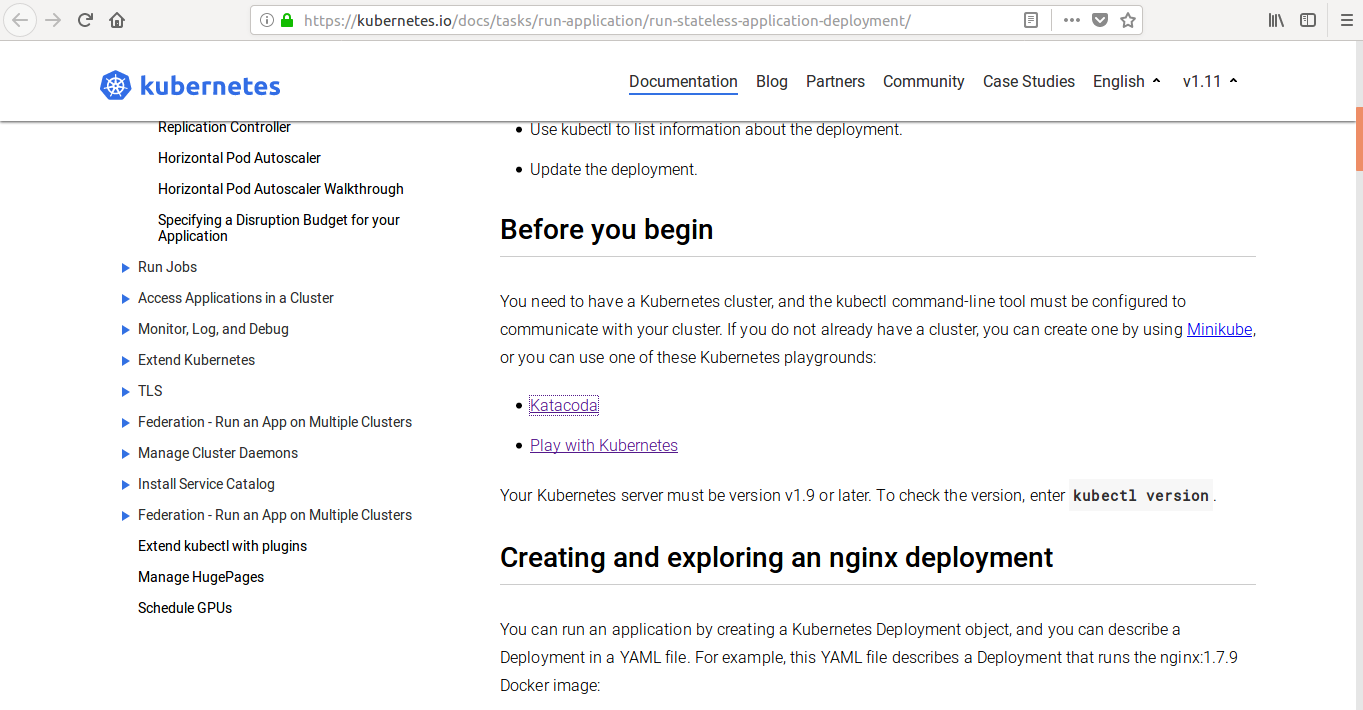 https://kubernetes.io/docs/tasks/run-application/run-stateless-application-deployment/
kubernetes
Documentation
Blog
Partners
Community
Case Studies
English
v1.11
Replication Controller
Horizontal Pod Autoscaler
Horizontal Pod Autoscaler Walkthrough
Specifying a Disruption Budget for your
Application
Run Jobs
Access Applications in a Cluster
Monitor, Log, and Debug
Extend Kubernetes
TLS
Federation - Run an App on Multiple Clusters
Manage Cluster Daemons
Install Service Catalog
Federation - Run an App on Multiple Clusters
Extend kubectl with plugins
Manage HugePages
Schedule GPUs
Use kubectl to list information about the deployment.
Update the deployment.
Before you begin
You need to have a Kubernetes cluster, and the kubectl command-line tool must be configured to
communicate with your cluster. If you do not already have a cluster, you can create one by using Minikube,
or you can use one of these Kubernetes playgrounds:
Katacoda
Play with Kubernetes
Your Kubernetes server must be version v1.9 or later. To check the version, enter kubectl version.
Creating and exploring an nginx deployment
You can run an application by creating a Kubernetes Deployment object, and you can describe a
Deployment in a YAML file. For example, this YAML file describes a Deployment that runs the nginx:1.7.9
Docker image: